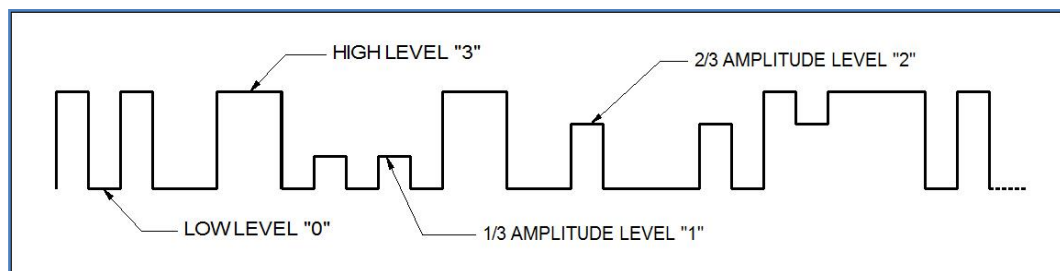 HIGH LEVEL "3"
2/3 AMPLITUDE LEVEL "2"
LOW LEVEL "0"
1/3 AMPLITUDE LEVEL "1"